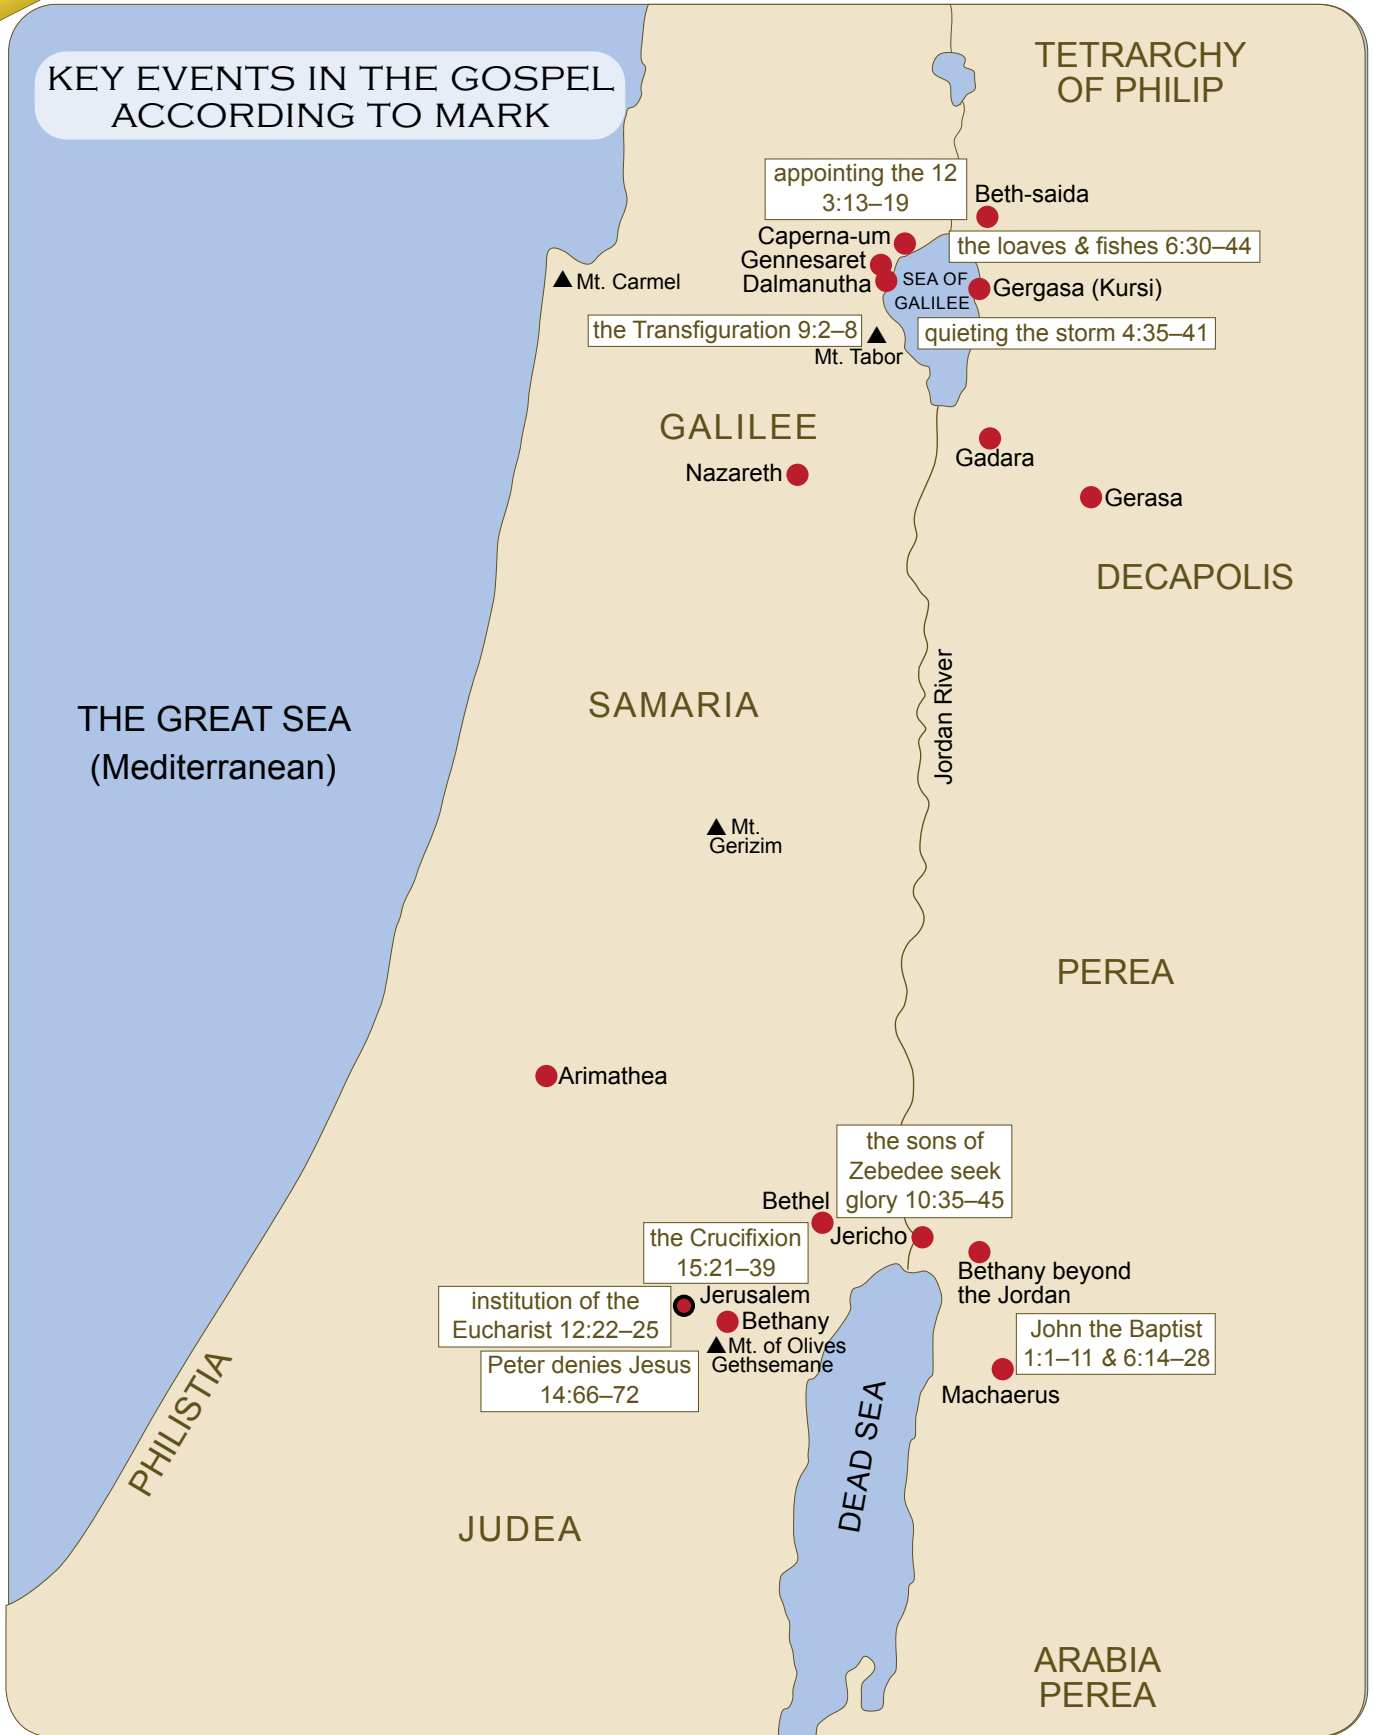 KEY EVENTS IN THE GOSPEL
ACCORDING TO MARK
TETRARCHY
OF PHILIP
appointing the 12
3:13–19
Beth-saida
Caperna-um
the loaves & fishes 6:30–44
Gennesaret
Dalmanutha
SEA OF
GALILEE
Gergasa (Kursi)
Mt. Carmel
the Transfiguration 9:2–8
quieting the storm 4:35–41
Mt. Tabor
GALILEE
Gadara
Nazareth
Gerasa
DECAPOLIS
Jordan River
SAMARIA
THE GREAT SEA
(Mediterranean)
Mt.
Gerizim
PEREA
Arimathea
the sons of
Zebedee seek
glory 10:35–45
Bethel
Jericho
the Crucifixion
15:21–39
Bethany beyond
the Jordan
Jerusalem
institution of the
Eucharist 12:22–25
Bethany
John the Baptist
1:1–11 & 6:14–28
Mt. of Olives
Gethsemane
Peter denies Jesus
14:66–72
Machaerus
PHILISTIA
DEAD SEA
JUDEA
ARABIA
PEREA